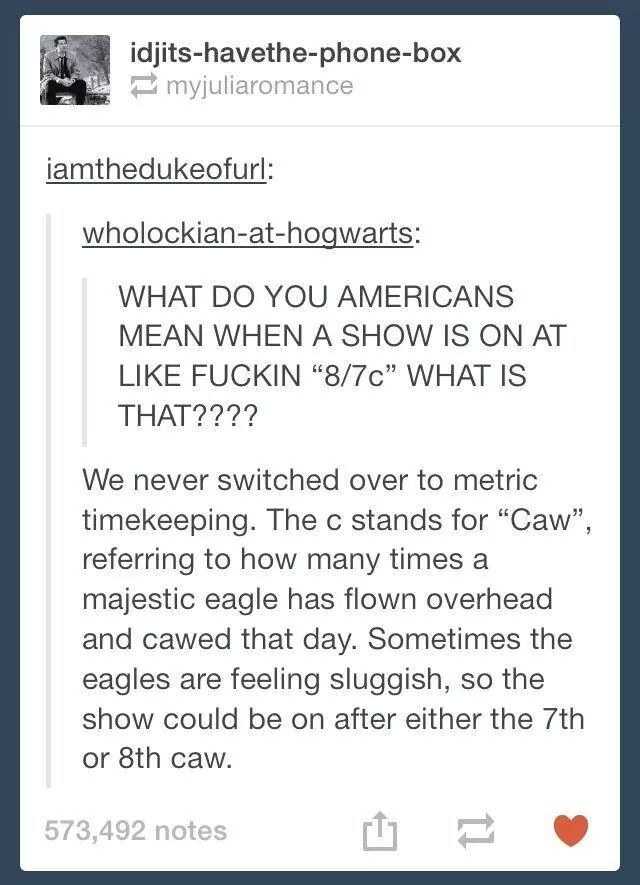 idjits-havethe-phone-box
myjuliaromance
iamthedukeofurl:
wholockian-at-hogwarts:
WHAT DO YOU AMERICANS
MEAN WHEN A SHOW IS ON AT
LIKE FUCKIN “8/7c” WHAT IS
THAT????
We never switched over to metric
timekeeping. The c stands for “Caw”,
referring to how many times a
majestic eagle has flown overhead
and cawed that day. Sometimes the
eagles are feeling sluggish, so the
show could be on after either the 7th
or 8th caw.
573,492 notes